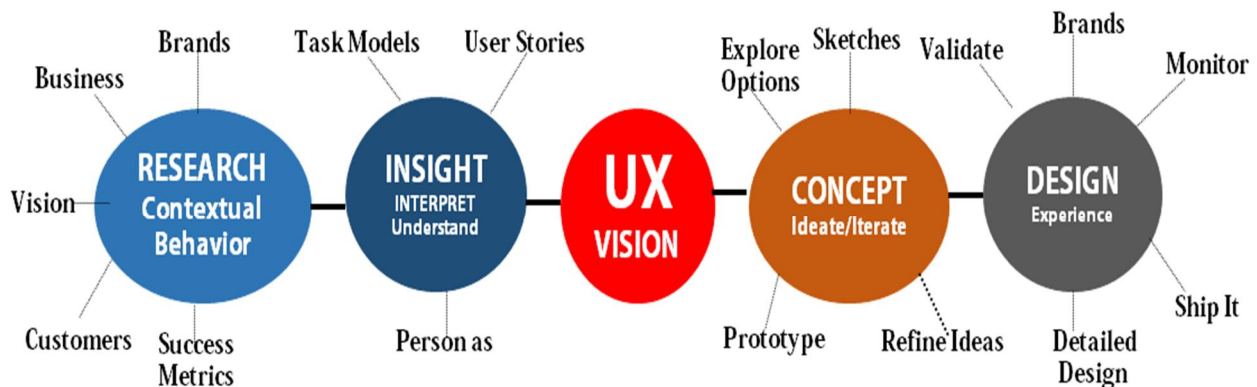 Brands
Business
Vision
Customers
Success
Metrics
RESEARCH
Contextual
Behavior
Task Models
User Stories
INSIGHT
INTERPRET
Understand
Person as
UX
VISION
Explore
Options
Sketches
CONCEPT
Ideate/Iterate
Prototype
Refine Ideas
Validate
Brands
Monitor
DESIGN
Experience
Ship It
Detailed
Design